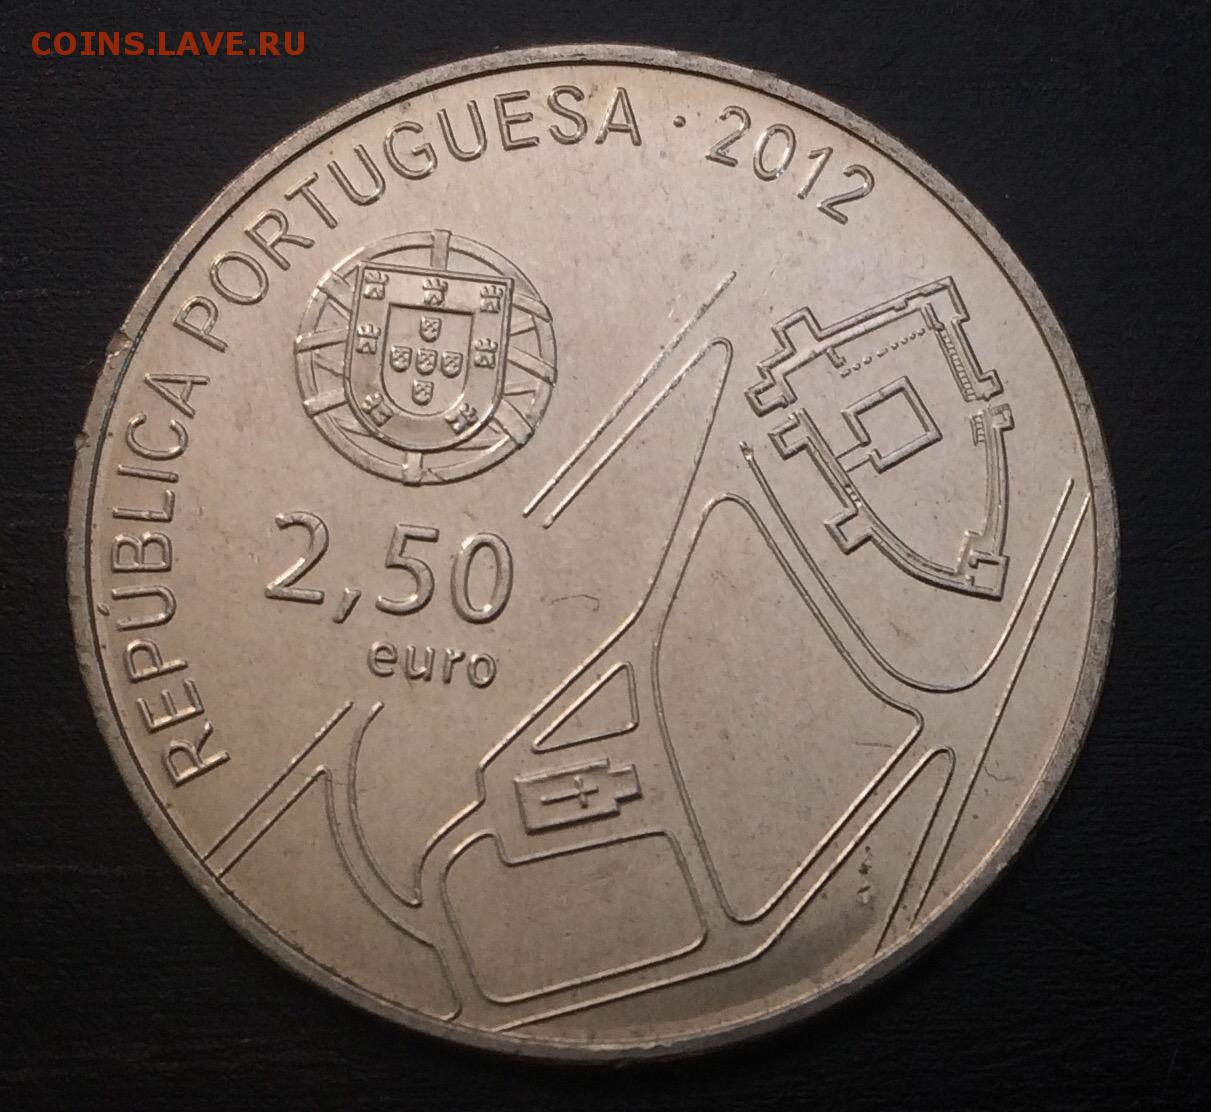 COINS.LAVE.RU
REPÚBLICA PORTUGUESA · 2012
2,50
euro